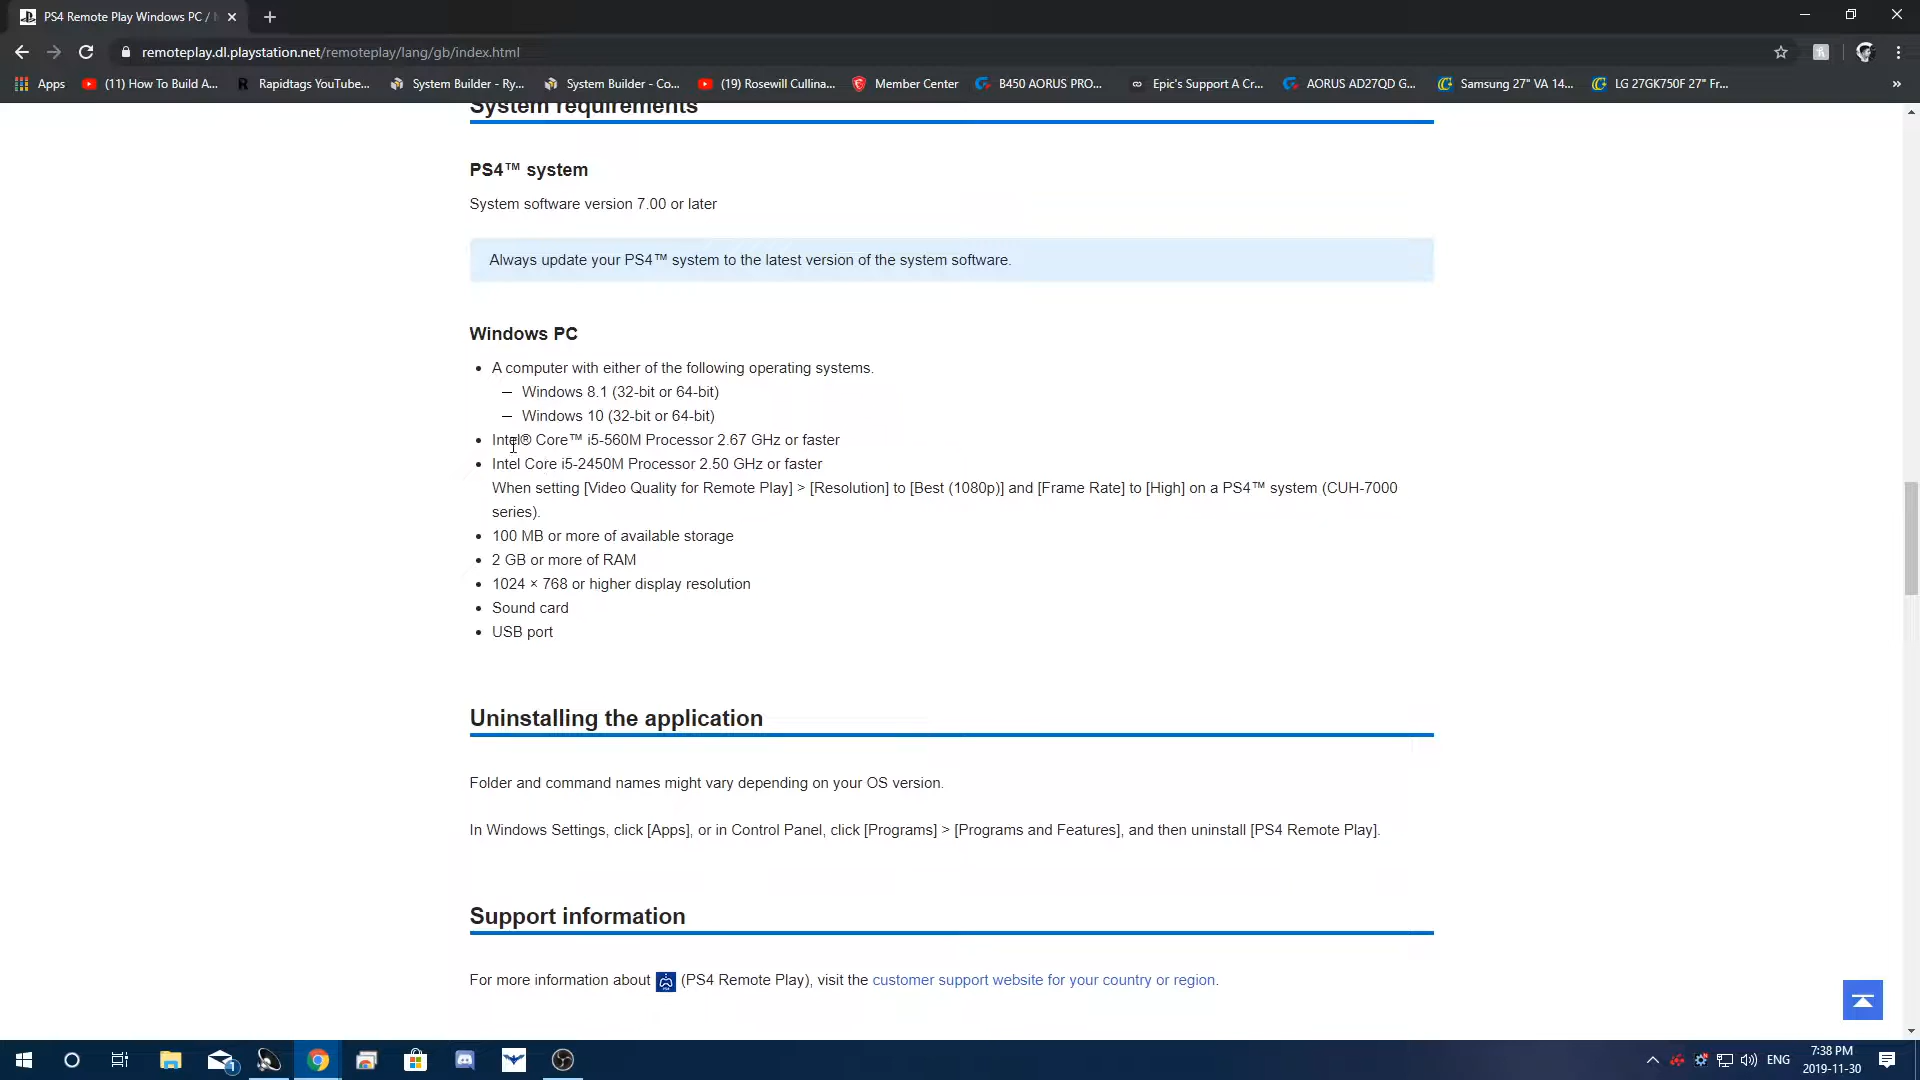 PS4 Remote Play Windows PC /
remoteplay.dl.playstation.net/remoteplay/lang/gb/index.html
Apps (11) How To Build A... Rapidtags YouTube... System Builder - Ry... System Builder - Co... (19) Rosewill Cullina... Member Center B450 AORUS PRO... Epic's Support A Cr... AORUS AD27QD G... Samsung 27" VA 14... LG 27GK750F 27" Fr... »
System requirements
PS4™ system
System software version 7.00 or later
Always update your PS4™ system to the latest version of the system software.
Windows PC
• A computer with either of the following operating systems.
– Windows 8.1 (32-bit or 64-bit)
– Windows 10 (32-bit or 64-bit)
• Intel® Core™ i5-560M Processor 2.67 GHz or faster
• Intel Core i5-2450M Processor 2.50 GHz or faster
When setting [Video Quality for Remote Play] > [Resolution] to [Best (1080p)] and [Frame Rate] to [High] on a PS4™ system (CUH-7000
series).
• 100 MB or more of available storage
• 2 GB or more of RAM
• 1024 × 768 or higher display resolution
• Sound card
• USB port
Uninstalling the application
Folder and command names might vary depending on your OS version.
In Windows Settings, click [Apps], or in Control Panel, click [Programs] > [Programs and Features], and then uninstall [PS4 Remote Play].
Support information
For more information about (PS4 Remote Play), visit the customer support website for your country or region.
1
ENG
7:38 PM
2019-11-30